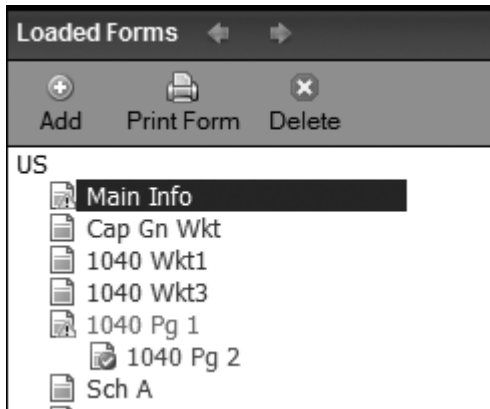 Loaded Forms
Add Print Form Delete
US
Main Info
Cap Gn Wkt
1040 Wkt1
1040 Wkt3
1040 Pg 1
1040 Pg 2
Sch A